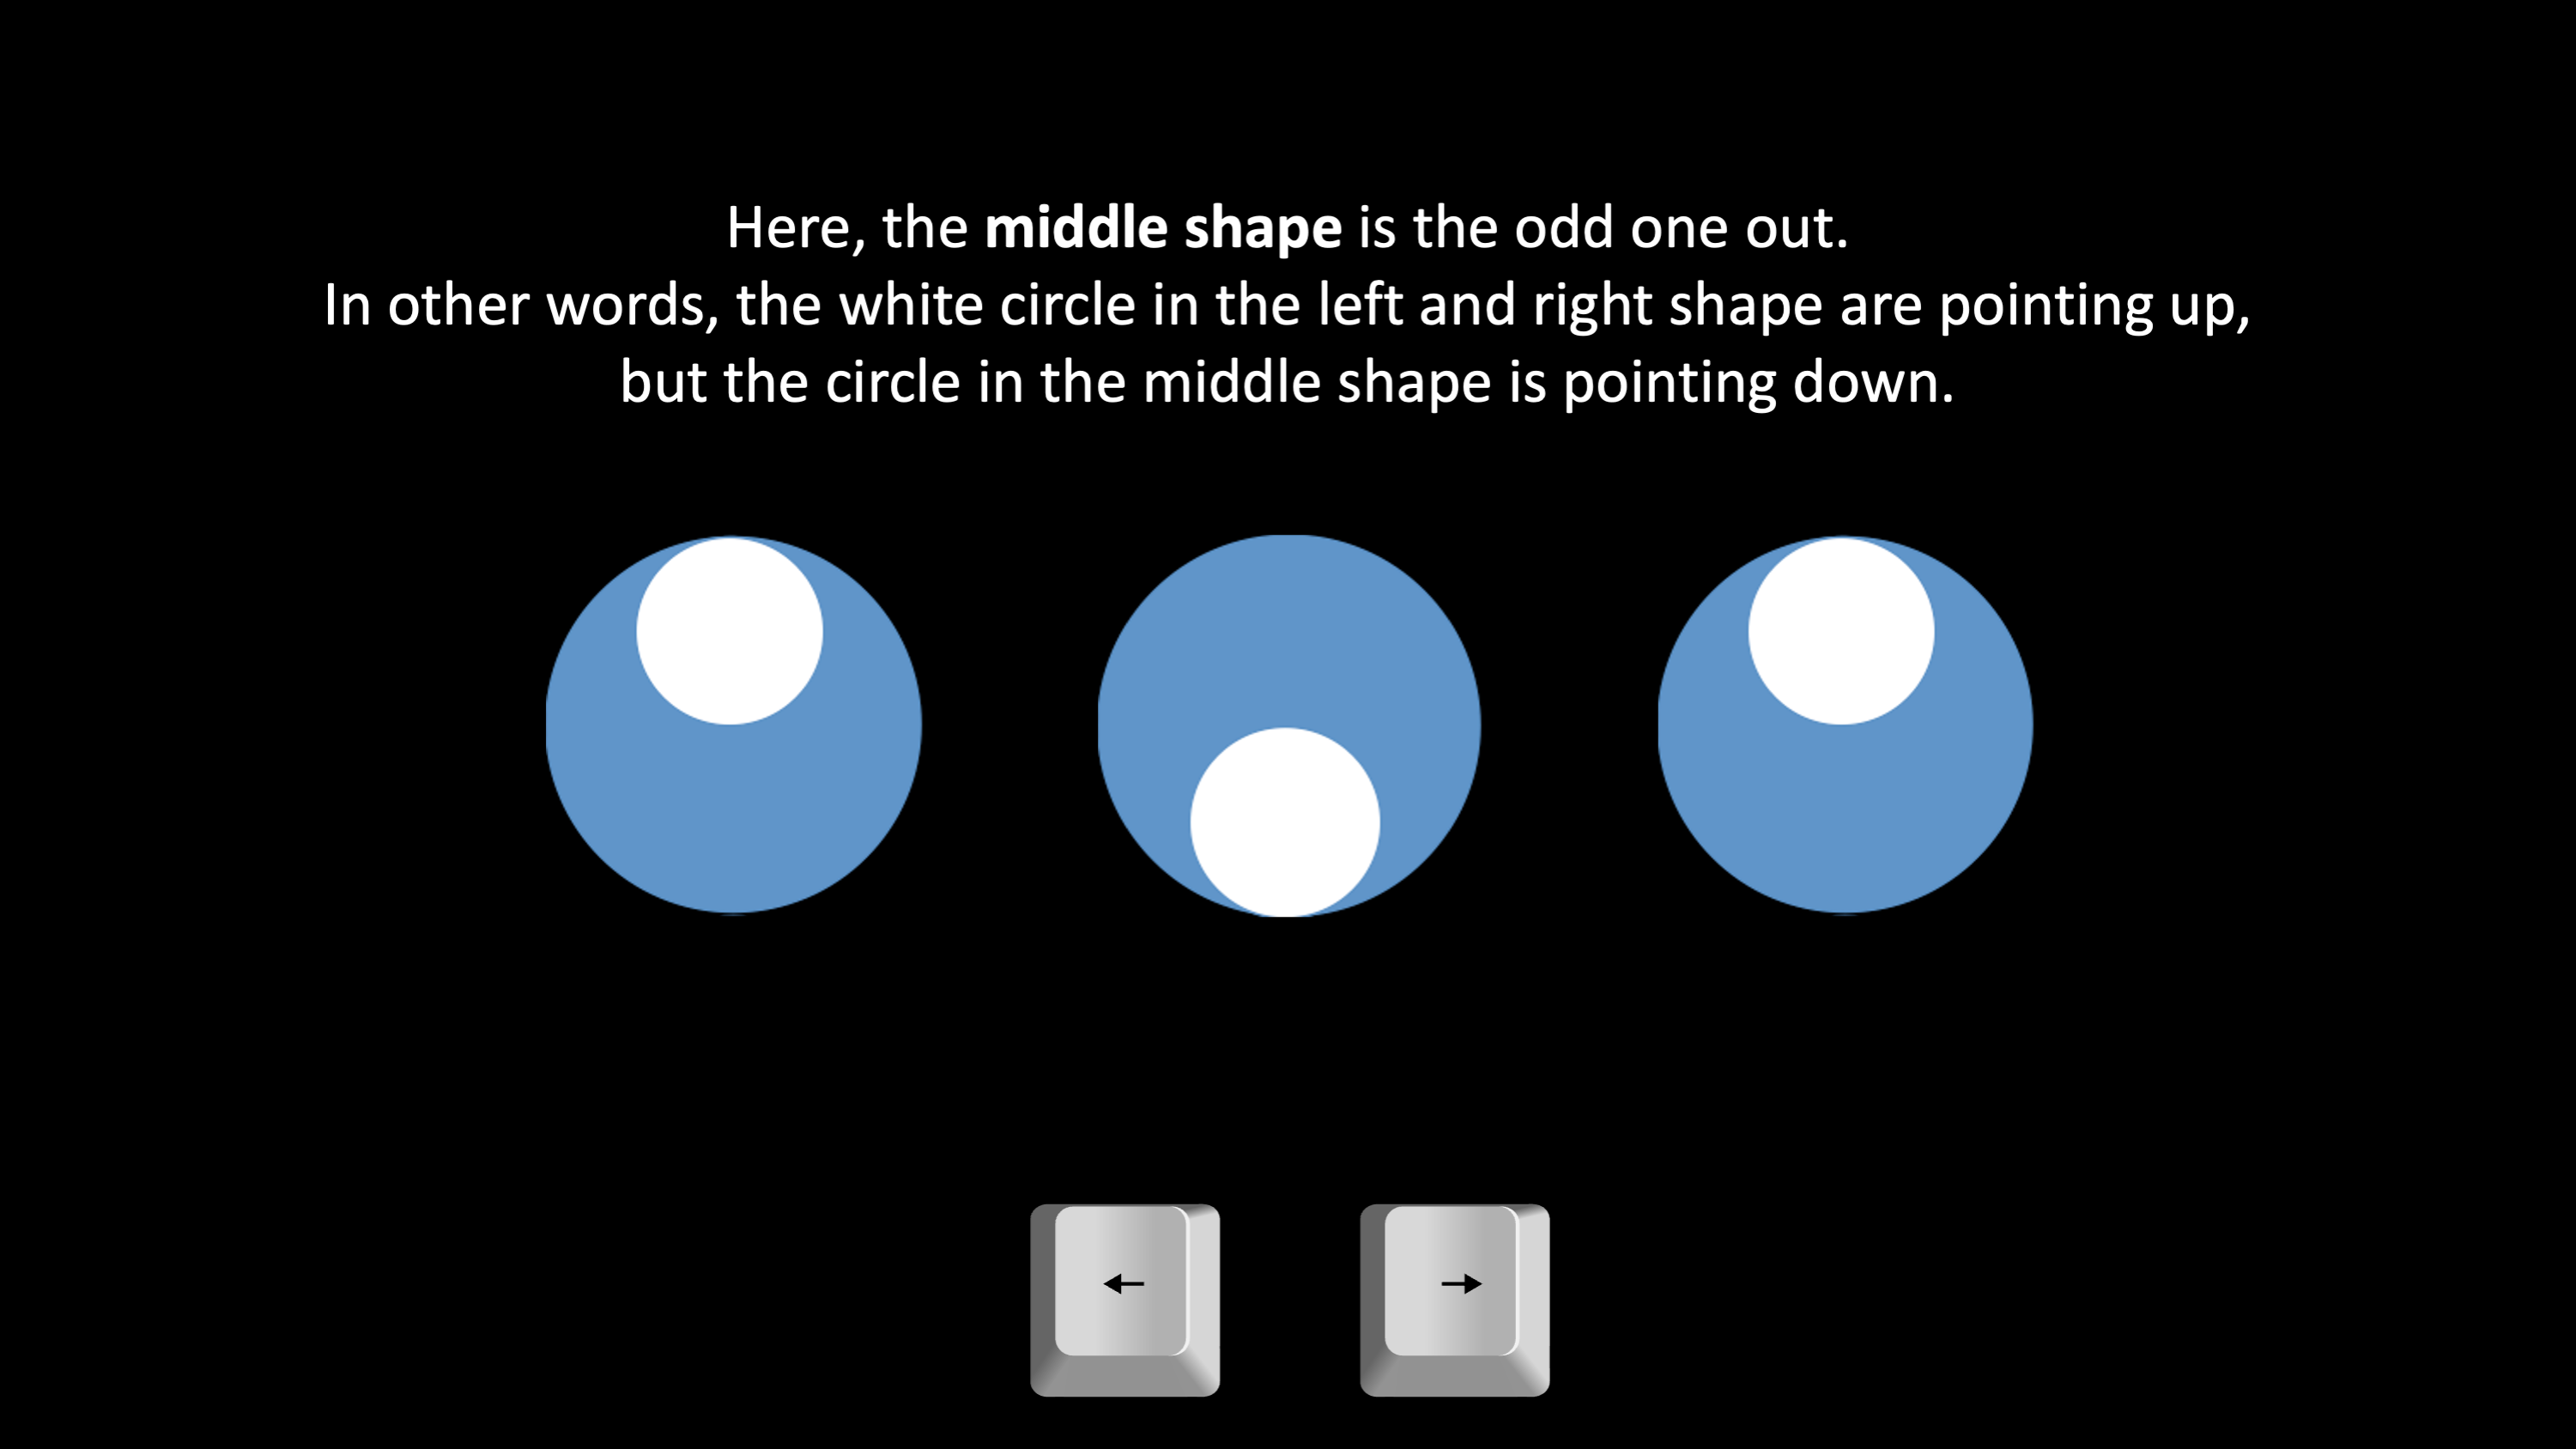 Here, the middle shape is the odd one out.
In other words, the white circle in the left and right shape are pointing up,
but the circle in the middle shape is pointing down.
← →